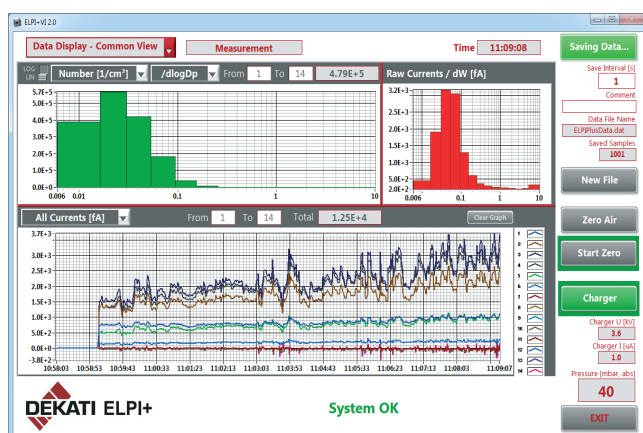 ELPI+VI 2.0
Data Display - Common View
Measurement
Time 11:09:08
Saving Data...
LOG
LIN
Number [1/cm³] /dlogDp From 1 To 14 4.79E+5
Raw Currents / dW [fA]
Save Interval [s]
1
Comment
Data File Name
ELPIPlusData.dat
Saved Samples
1001
5.7E+5
5.0E+5
4.0E+5
3.0E+5
2.0E+5
1.0E+5
0.0E+0
0.006 0.01 0.1 1 10
3.2E+3
3.0E+3
2.5E+3
2.0E+3
1.5E+3
1.0E+3
5.0E+2
2.0E+2
0.006 0.1 1 10
New File
Zero Air
Start Zero
Charger
Charger U [kV]
3.6
Charger I [uA]
1.0
Pressure [mbar, abs]
40
EXIT
All Currents [fA] From 1 To 14 Total 1.25E+4 Clear Graph
3.7E+3
3.0E+3
2.5E+3
2.0E+3
1.5E+3
1.0E+3
5.0E+2
0.0E+0
-3.8E+2
10:58:03 10:58:53 10:59:43 11:00:33 11:01:23 11:02:13 11:03:03 11:03:53 11:04:43 11:05:33 11:06:23 11:07:13 11:08:03 11:09:07
1
2
3
4
5
6
7
8
9
10
11
12
13
14
DEKATI ELPI+
System OK